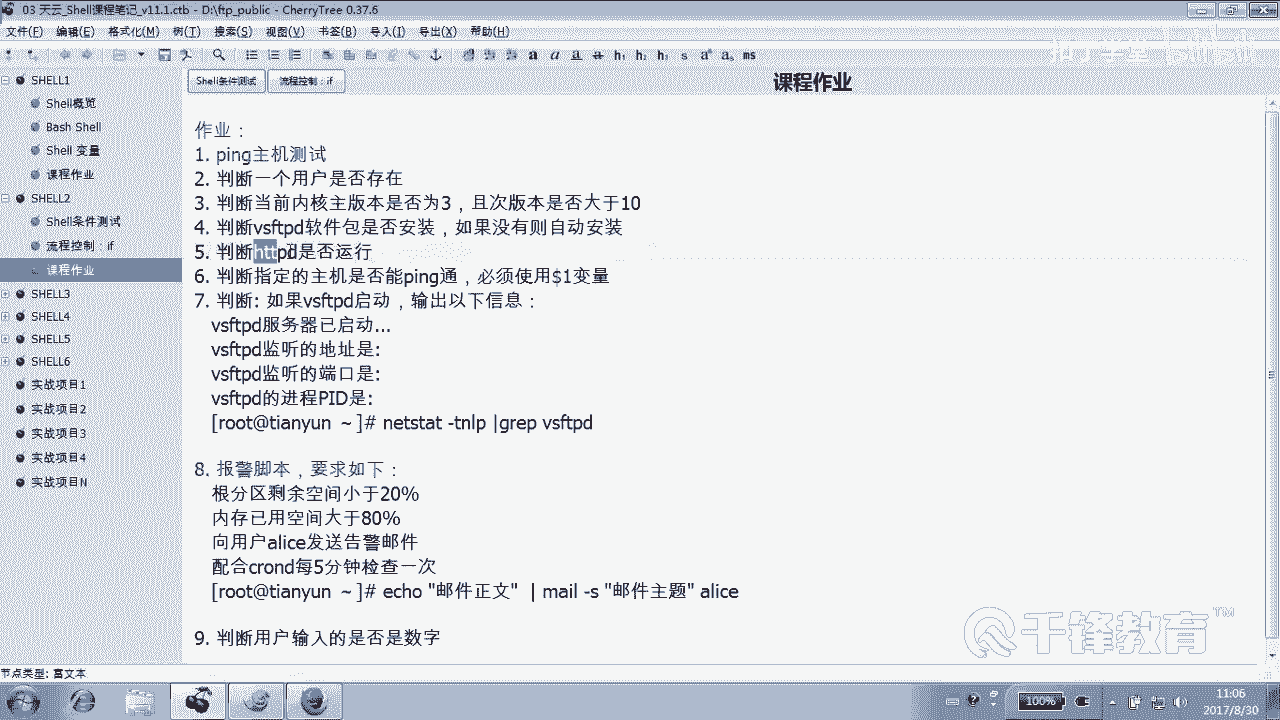 03 天云_Shell课程笔记_v11.1.ctb - D:\ftp_public - CherryTree 0.37.6
文件(F) 编辑(E) 格式化(M) 树(T) 搜索(S) 视图(V) 书签(B) 导入(I) 导出(X) 帮助(H)
a a a a h₁ h₂ h₃ s aª aₐ ms
SHELL1
Shell概览
Bash Shell
Shell 变量
课程作业
SHELL2
Shell条件测试
流程控制：if
课程作业
SHELL3
SHELL4
SHELL5
SHELL6
实战项目1
实战项目2
实战项目3
实战项目4
实战项目N
Shell条件测试 流程控制：if
课程作业
作业：
1. ping主机测试
2. 判断一个用户是否存在
3. 判断当前内核主版本是否为3，且次版本是否大于10
4. 判断vsftpd软件包是否安装，如果没有则自动安装
5. 判断httpd是否运行
6. 判断指定的主机是否能ping通，必须使用$1变量
7. 判断: 如果vsftpd启动，输出以下信息：
vsftpd服务器已启动...
vsftpd监听的地址是:
vsftpd监听的端口是:
vsftpd的进程PID是:
[root@tianyun ~]# netstat -tnlp |grep vsftpd
8. 报警脚本，要求如下：
根分区剩余空间小于20%
内存已用空间大于80%
向用户alice发送告警邮件
配合crond每5分钟检查一次
[root@tianyun ~]# echo "邮件正文" | mail -s "邮件主题" alice
9. 判断用户输入的是否是数字
千锋教育™
节点类型: 富文本
100%
11:06
2017/8/30